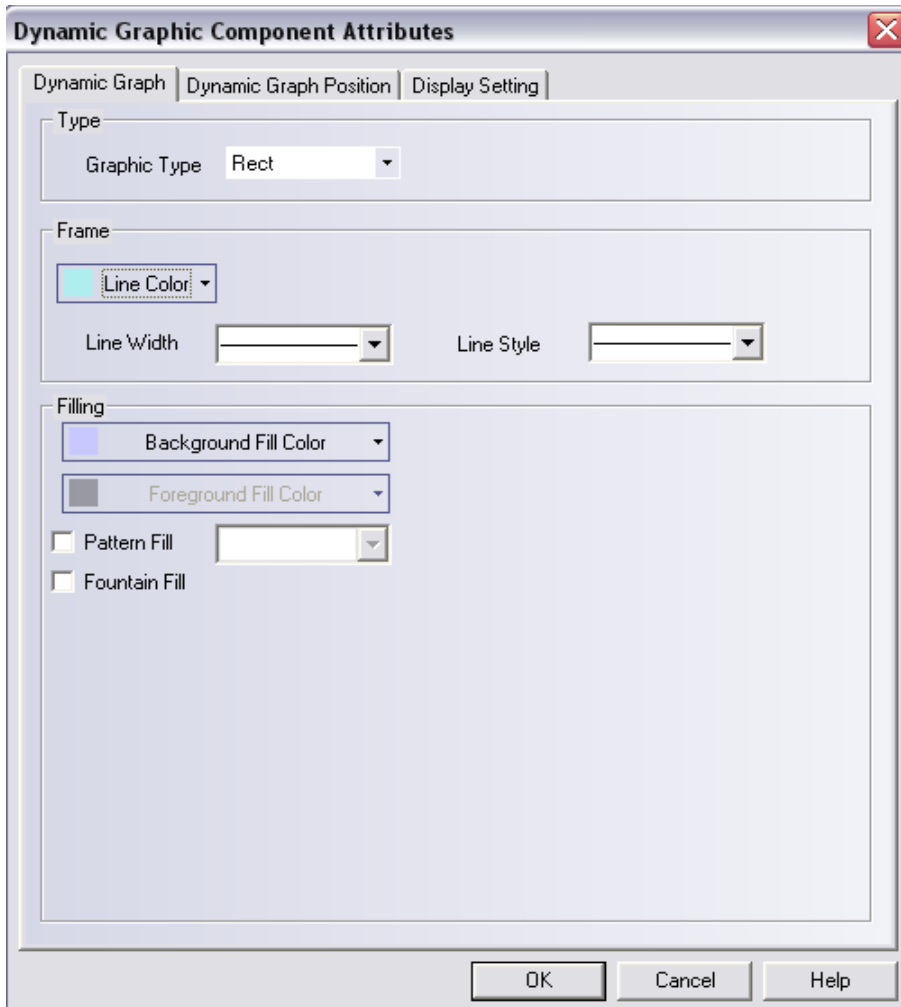 Dynamic Graphic Component Attributes
Dynamic Graph
Dynamic Graph Position
Display Setting
Type
Graphic Type
Rect
Frame
Line Color
Line Width
Line Style
Filling
Background Fill Color
Foreground Fill Color
Pattern Fill
Fountain Fill
OK
Cancel
Help